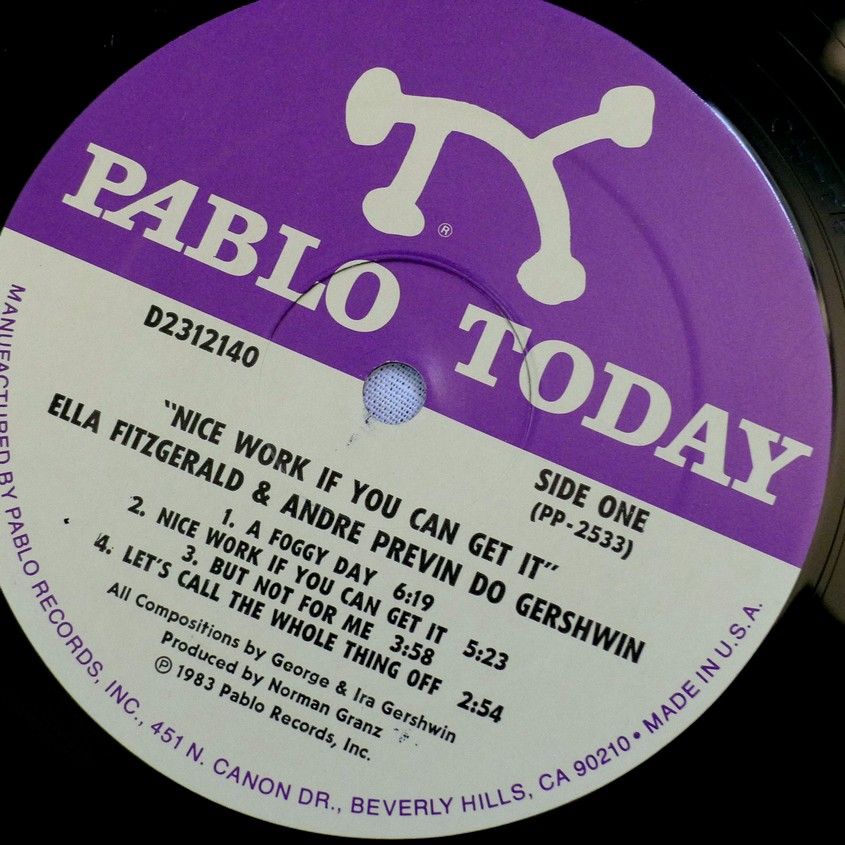 PABLO TODAY
®
D2312140
SIDE ONE
(PP-2533)
"NICE WORK IF YOU CAN GET IT"
ELLA FITZGERALD & ANDRE PREVIN DO GERSHWIN
1. A FOGGY DAY 6:19
2. NICE WORK IF YOU CAN GET IT 5:23
3. BUT NOT FOR ME 3:58
4. LET'S CALL THE WHOLE THING OFF 2:54
All Compositions by George & Ira Gershwin
Produced by Norman Granz
℗ 1983 Pablo Records, Inc.
MANUFACTURED BY PABLO RECORDS, INC., 451 N. CANON DR., BEVERLY HILLS, CA 90210 • MADE IN U.S.A.